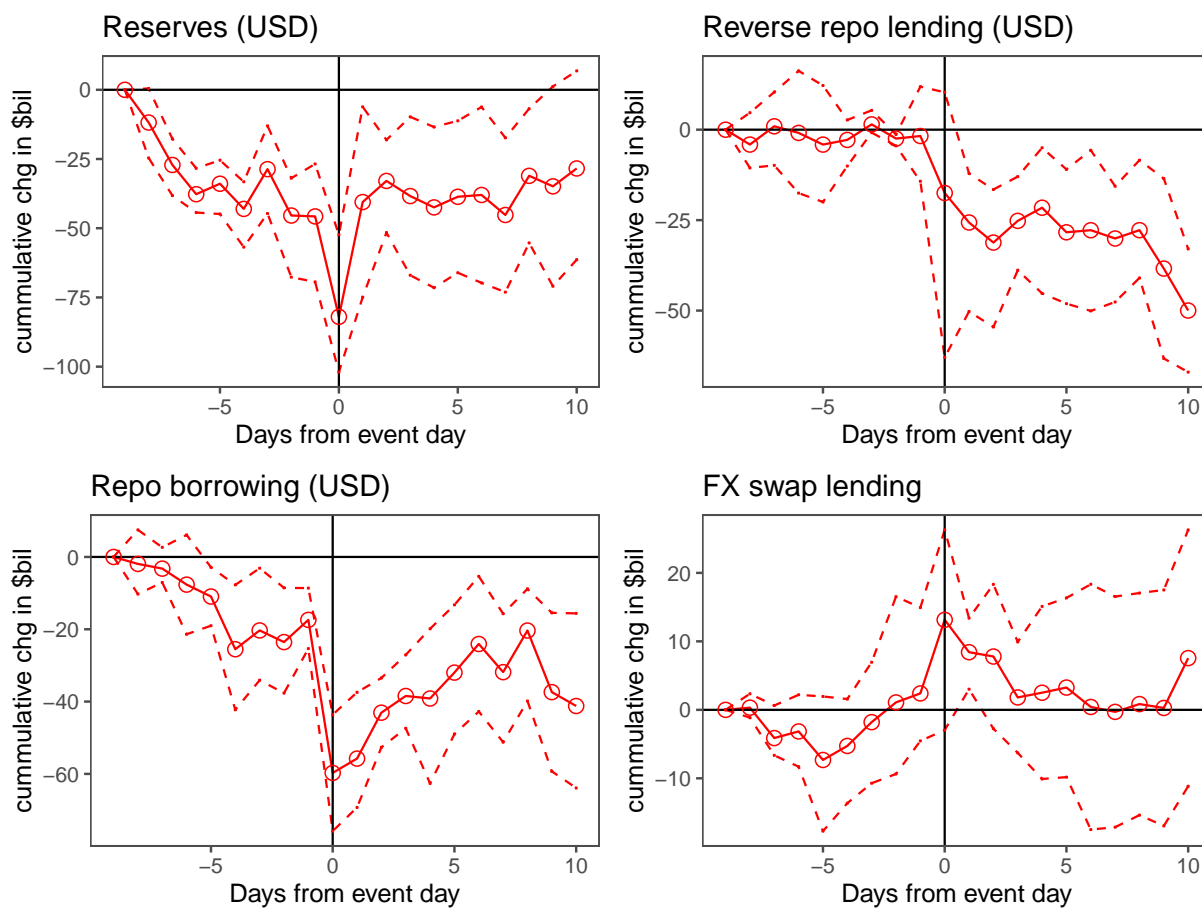 Reserves (USD)
cummulative chg in $bil
0
−25
−50
−75
−100
−5
0
5
10
Days from event day
Reverse repo lending (USD)
cummulative chg in $bil
0
−25
−50
−5
0
5
10
Days from event day
Repo borrowing (USD)
cummulative chg in $bil
0
−20
−40
−60
−5
0
5
10
Days from event day
FX swap lending
cummulative chg in $bil
20
10
0
−10
−5
0
5
10
Days from event day